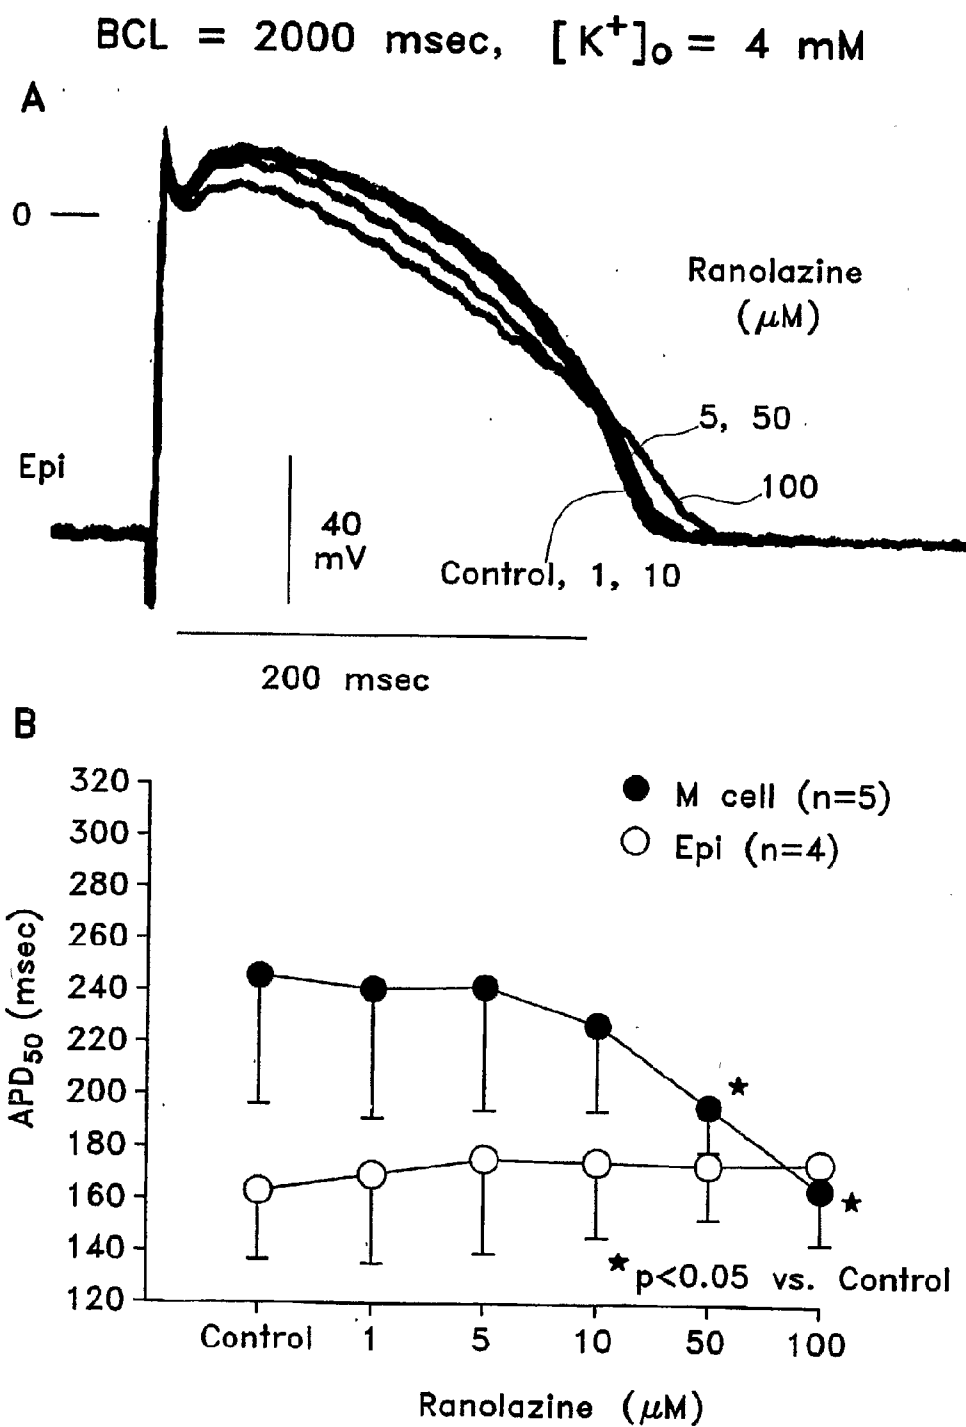 BCL = 2000 msec, [K⁺]ₒ = 4 mM
A
0
Ranolazine
(μM)
5, 50
Epi
100
40
mV
Control, 1, 10
200 msec
B
320
300
280
260
240
220
200
180
160
140
120
APD₅₀ (msec)
● M cell (n=5)
○ Epi (n=4)
★
★
★ p<0.05 vs. Control
Control 1 5 10 50 100
Ranolazine (μM)